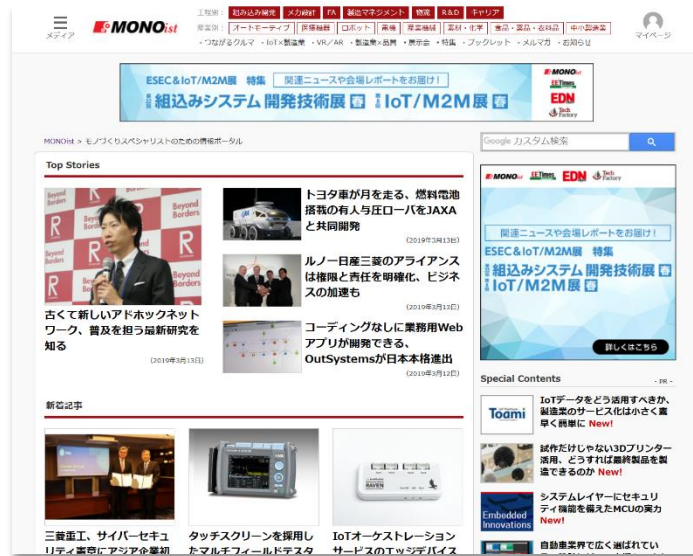 メディア
MONOist
工程別： 組み込み開発 メカ設計 FA 製造マネジメント 物流 R&D キャリア
産業別： オートモーティブ 医療機器 ロボット 素材・化学 食品・薬品・衣料品 中小製造業
・つながるクルマ ・IoT×製造業 ・VR／AR ・製造業×品質 ・展示会 ・特集 ・ブックレット ・メルマガ ・お知らせ
マイページ
ESEC&IoT/M2M展 特集 関連ニュースや会場レポートをお届け!
組込みシステム開発技術展 春 IoT/M2M展 春
MONOist
EETimes
EDN
Tech Factory
MONOist > モノづくりスペシャリストのための情報ポータル
Google カスタム検索
Top Stories
Beyond Borders
古くて新しいアドホックネット
ワーク、普及を担う最新研究を
知る
(2019年3月13日)
トヨタ車が月を走る、燃料電池
搭載の有人与圧ローバをJAXA
と共同開発
(2019年3月13日)
ルノー日産三菱のアライアンス
は権限と責任を明確化、ビジネ
スの加速も
(2019年3月13日)
コーディングなしに業務用Web
アプリが開発できる、
OutSystemsが日本本格進出
(2019年3月12日)
MONOist EETimes EDN Tech Factory
関連ニュースや会場レポートをお届け!
ESEC&IoT/M2M展 特集
組込みシステム開発技術展 春
IoT/M2M展 春
詳しくはこちら
Special Contents
- PR -
Toami
IoTデータをどう活用すべきか、
製造業のサービス化は小さく素
早く簡単に New!
試作だけじゃない3Dプリンター
活用、どうすれば最終製品を製
造できるのか New!
Embedded
Innovations
システムレイヤーにセキュリ
ティ機能を備えたMCUの実力
New!
自動車業界で広く選ばれてい
新着記事
三菱重工、サイバーセキュ
リティ憲章にアジア企業初
タッチスクリーンを採用し
たマルチフィールドテスタ
RAVEN
IoTオーケストレーション
サービスのエッジデバイス